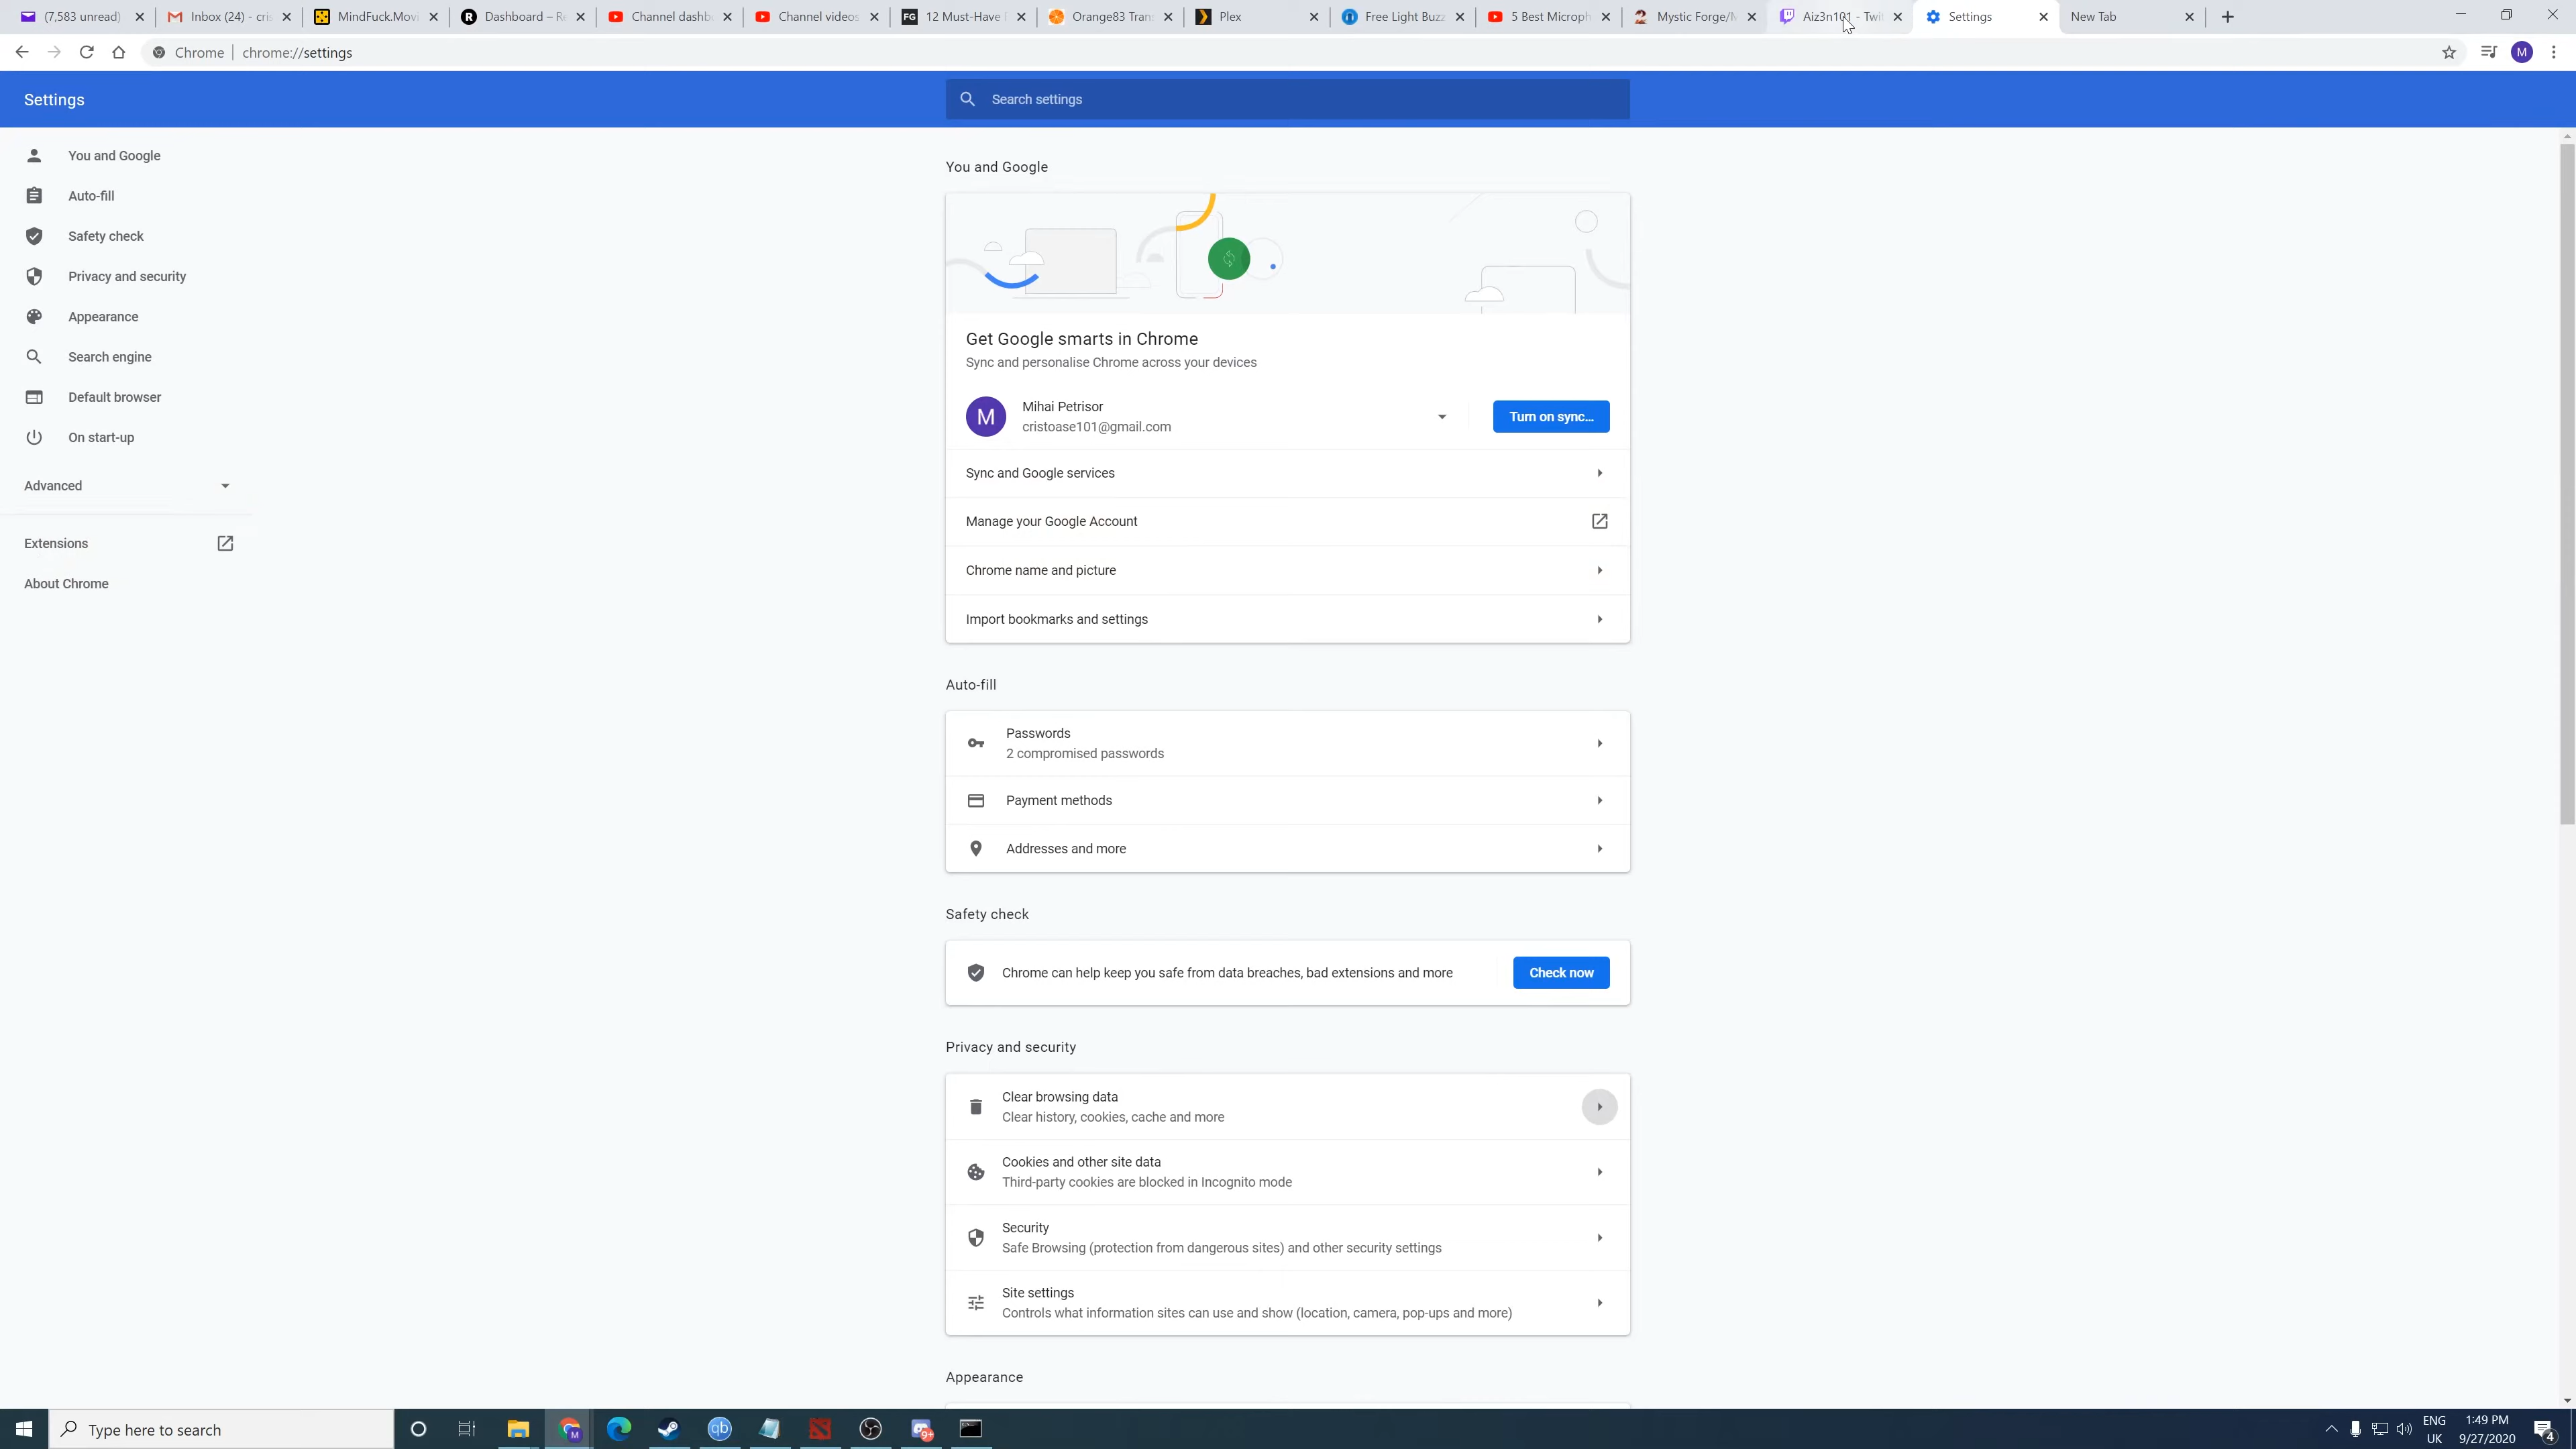 (7,583 unread)
Inbox (24) - cris
MindFuck.Movi
Dashboard – Re
Channel dashb
Channel videos
FG 12 Must-Have
Orange83 Tran
Plex
Free Light Buzz
5 Best Microph
Mystic Forge/M
Aiz3n101 - Twit
Settings
New Tab
Chrome | chrome://settings
M
Settings
Search settings
You and Google
Auto-fill
Safety check
Privacy and security
Appearance
Search engine
Default browser
On start-up
Advanced
Extensions
About Chrome
You and Google
Get Google smarts in Chrome
Sync and personalise Chrome across your devices
M
Mihai Petrisor
cristoase101@gmail.com
Turn on sync...
Sync and Google services
Manage your Google Account
Chrome name and picture
Import bookmarks and settings
Auto-fill
Passwords
2 compromised passwords
Payment methods
Addresses and more
Safety check
Chrome can help keep you safe from data breaches, bad extensions and more
Check now
Privacy and security
Clear browsing data
Clear history, cookies, cache and more
Cookies and other site data
Third-party cookies are blocked in Incognito mode
Security
Safe Browsing (protection from dangerous sites) and other security settings
Site settings
Controls what information sites can use and show (location, camera, pop-ups and more)
Appearance
Type here to search
M
qb
9+
ENG
UK
1:49 PM
9/27/2020
4